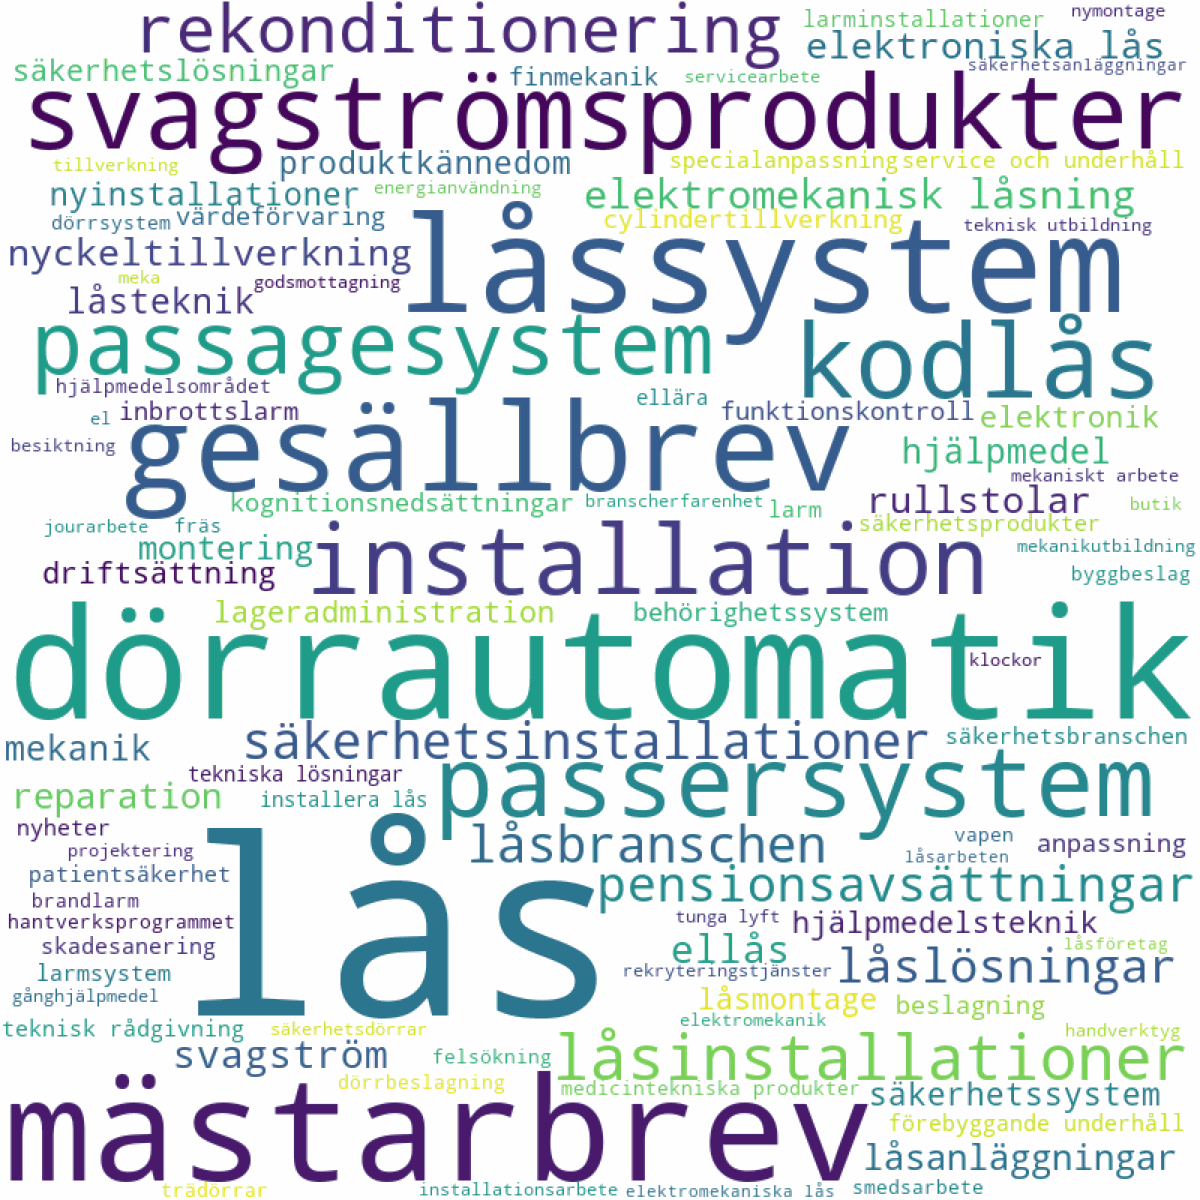 rekonditionering
larminstallationer
nymontage
elektroniska lås
säkerhetslösningar
finmekanik
servicearbete
säkerhetsanläggningar
svagströmsprodukter
tillverkning
produktkännedom
specialanpassning
service och underhåll
nyinstallationer
energianvändning
elektromekanisk låsning
dörrsystem
värdeförvaring
cylindertillverkning
teknisk utbildning
nyckeltillverkning
låssystem
meka
godsmottagning
låsteknik
passagesystem
kodlås
hjälpmedelsområdet
ellära
el
inbrottslarm
funktionskontroll
elektronik
besiktning
gesällbrev
hjälpmedel
mekaniskt arbete
kognitionsnedsättningar
branscherfarenhet
larm
rullstolar
butik
jourarbete
fräs
säkerhetsprodukter
montering
installation
mekanikutbildning
driftsättning
byggbeslag
lageradministration
behörighetssystem
dörrautomatik
klockor
mekanik
säkerhetsinstallationer
säkerhetsbranschen
tekniska lösningar
passersystem
reparation
installera lås
nyheter
låsbranschen
vapen
anpassning
projektering
låsarbeten
patientsäkerhet
lås
pensionsavsättningar
brandlarm
hantverksprogrammet
tunga lyft
hjälpmedelsteknik
skadesanering
ellås
låsföretag
larmsystem
rekryteringstjänster
låslösningar
gånghjälpmedel
låsmontage
beslagning
teknisk rådgivning
säkerhetsdörrar
elektromekanik
handverktyg
svagström
felsökning
låsinstallationer
dörrbeslagning
medicintekniska produkter
säkerhetssystem
mästarbrev
förebyggande underhåll
låsanläggningar
trädörrar
installationsarbete
elektromekaniska lås
smedsarbete